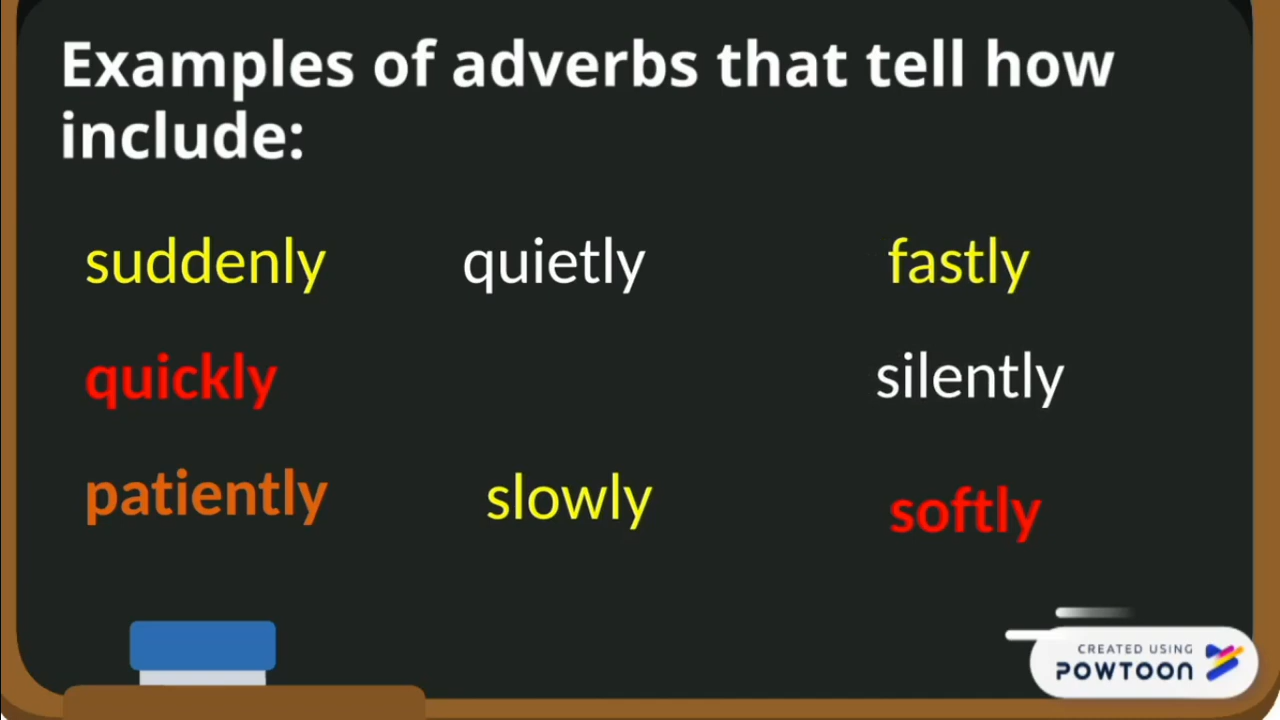 Examples of adverbs that tell how
include:
suddenly quietly fastly
quickly silently
patiently slowly softly
CREATED USING
POWTOON